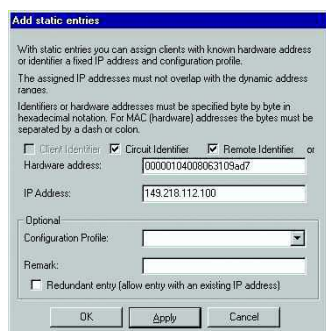 Add static entries
With static entries you can assign clients with known hardware address
or identifier a fixed IP address and configuration profile.
The assigned IP addresses must not overlap with the dynamic address
ranges.
Identifiers or hardware addresses must be specified byte by byte in
hexadecimal notation. For MAC (hardware) addresses the bytes must be
separated by a dash or colon.
Client Identifier Circuit Identifier Remote Identifier or
Hardware address: 00000104008063109ad7
IP Address: 149.218.112.100
Optional
Configuration Profile:
Remark:
Redundant entry (allow entry with an existing IP address)
OK Apply Cancel